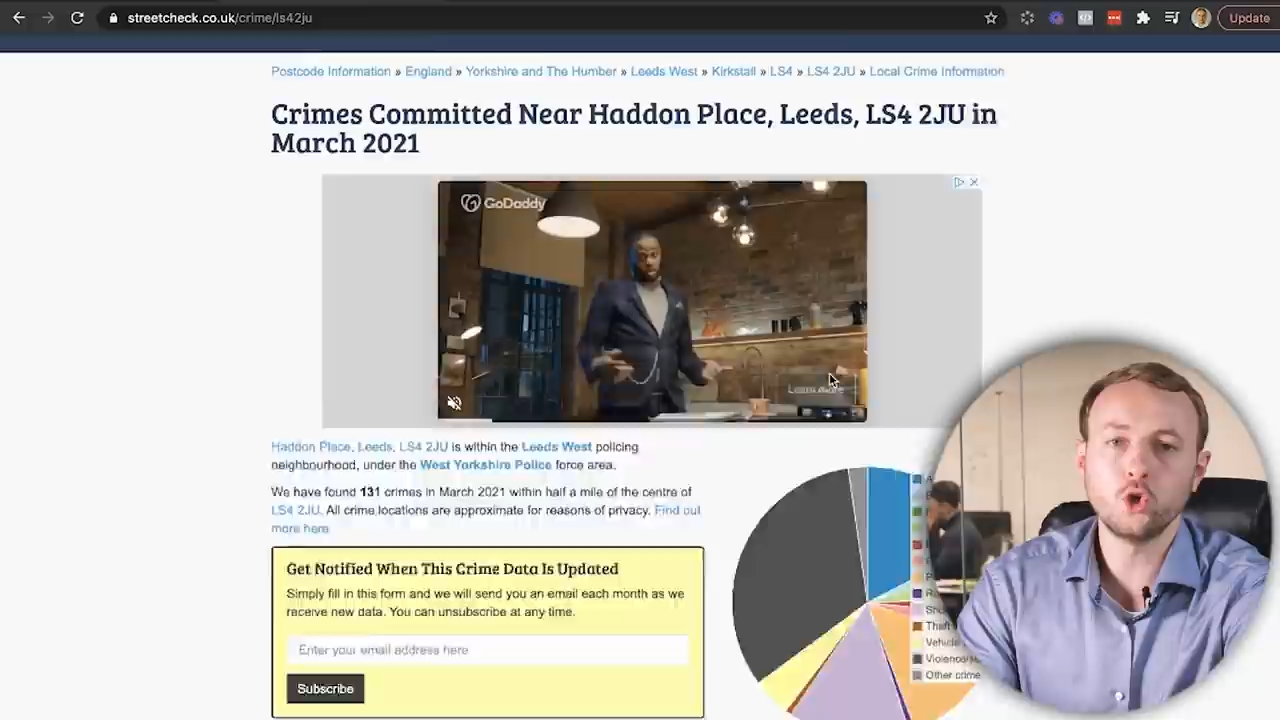 streetcheck.co.uk/crime/ls42ju
Update
Postcode Information » England » Yorkshire and The Humber » Leeds West » Kirkstall » LS4 » LS4 2JU » Local Crime Information
Crimes Committed Near Haddon Place, Leeds, LS4 2JU in
March 2021
GoDaddy
Learn more
Haddon Place, Leeds, LS4 2JU is within the Leeds West policing
neighbourhood, under the West Yorkshire Police force area.
We have found 131 crimes in March 2021 within half a mile of the centre of
LS4 2JU. All crime locations are approximate for reasons of privacy. Find out
more here
Get Notified When This Crime Data Is Updated
Simply fill in this form and we will send you an email each month as we
receive new data. You can unsubscribe at any time.
Enter your email address here
Subscribe
Theft
Vehicle
Violence/
Other crime